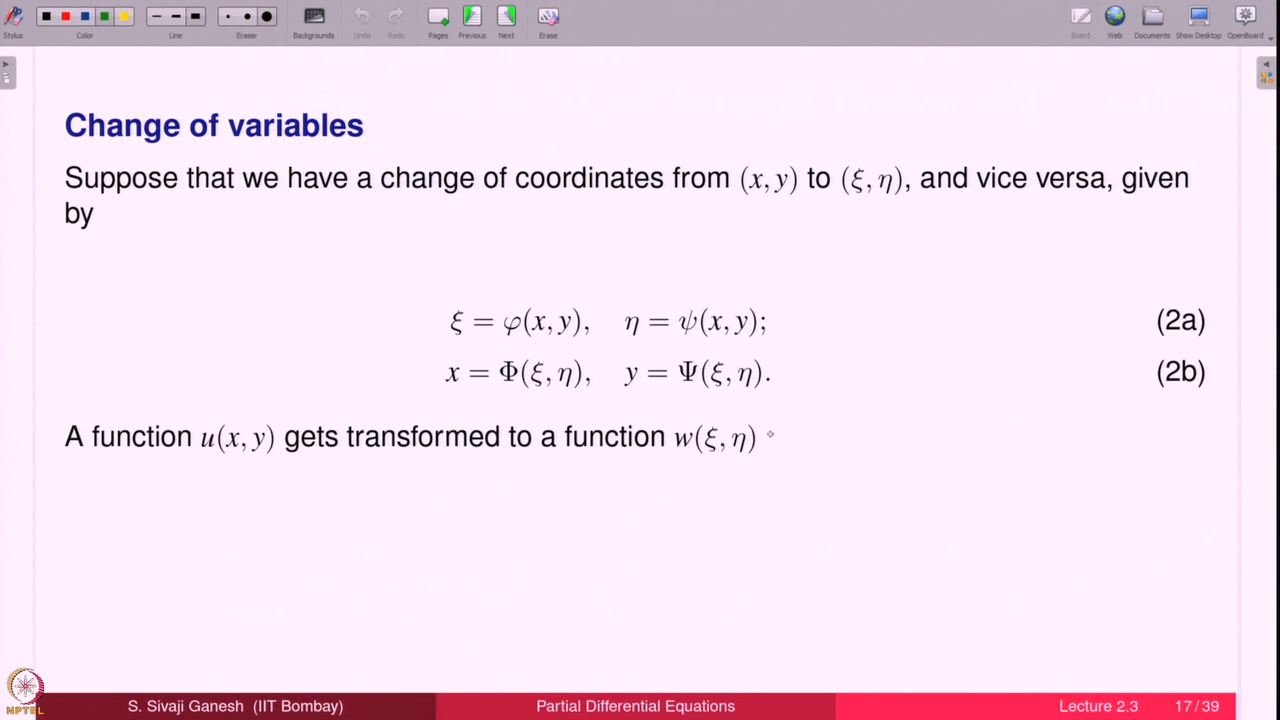 Stylus Color Line Eraser Backgrounds Undo Redo Pages Previous Next Erase Board Web Documents Show Desktop OpenBoard
Change of variables
Suppose that we have a change of coordinates from (x, y) to (ξ, η), and vice versa, given
by
ξ = φ(x, y), η = ψ(x, y); (2a)
x = Φ(ξ, η), y = Ψ(ξ, η). (2b)
A function u(x, y) gets transformed to a function w(ξ, η)
NPTEL
S. Sivaji Ganesh (IIT Bombay) Partial Differential Equations Lecture 2.3 17 / 39